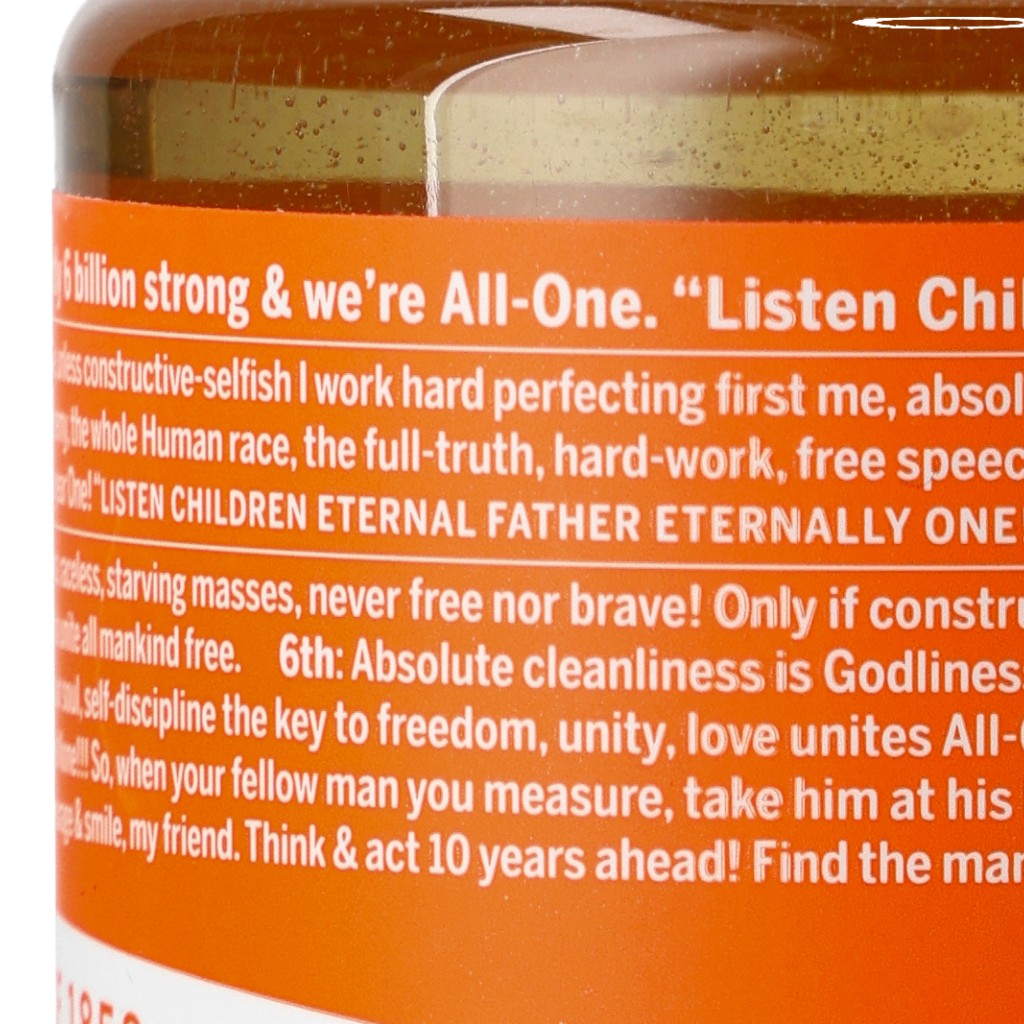 6 billion strong & we're All-One. “Listen Chil
constructive-selfish I work hard perfecting first me, absol
the whole Human race, the full-truth, hard-work, free speec
One! “LISTEN CHILDREN ETERNAL FATHER ETERNALLY ONE
raceless, starving masses, never free nor brave! Only if constru
unite all mankind free. 6th: Absolute cleanliness is Godlines
soul, self-discipline the key to freedom, unity, love unites All-
So, when your fellow man you measure, take him at his
& smile, my friend. Think & act 10 years ahead! Find the man